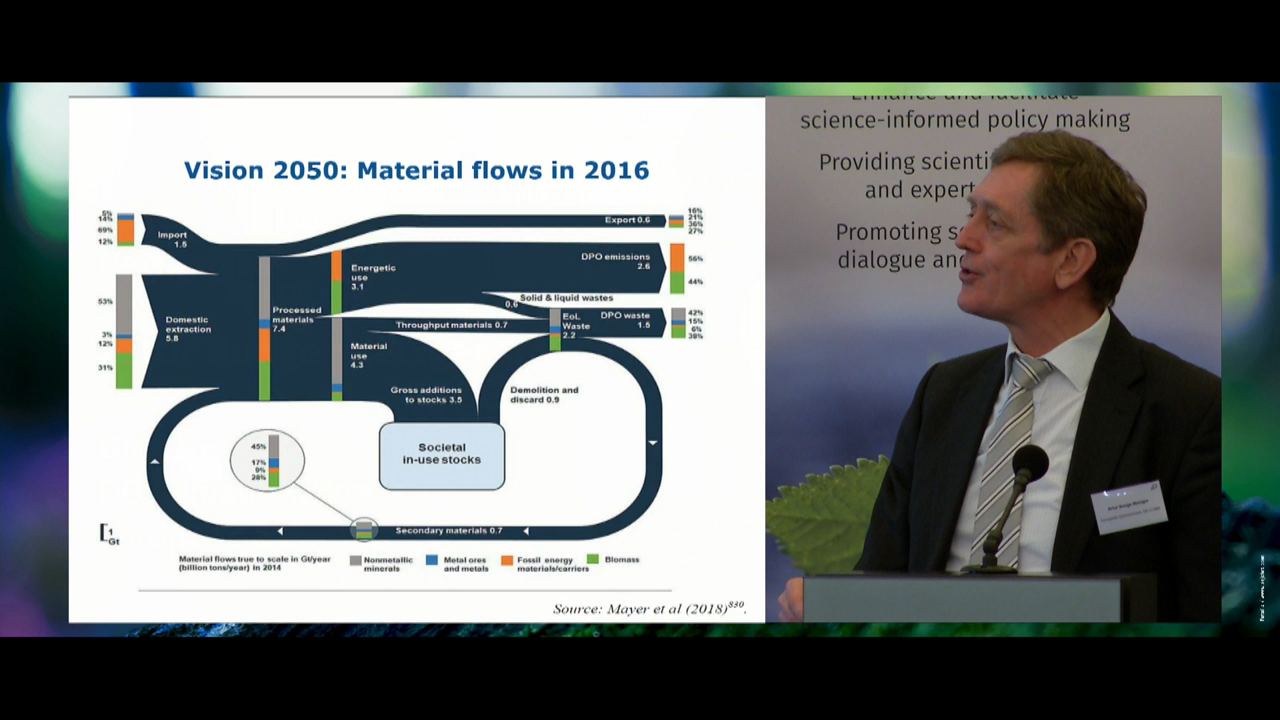 Vision 2050: Material flows in 2016
14%
69%
12%
Import
1.5
53%
3%
12%
31%
Domestic
extraction
5.8
Processed
materials
7.4
Energetic
use
3.1
Material
use
4.3
Throughput materials 0.7
Gross additions
to stocks 3.5
Societal
in-use stocks
Demolition and
discard 0.9
Export 0.6
16%
21%
36%
27%
DPO emissions
2.6
56%
44%
Solid & liquid wastes
0.6
EoL
Waste
2.2
DPO waste
1.5
42%
15%
6%
38%
45%
17%
9%
28%
Secondary materials 0.7
1
Gt
Material flows true to scale in Gt/year
(billion tons/year) in 2014
Nonmetallic
minerals
Metal ores
and metals
Fossil energy
materials/carriers
Biomass
Source: Mayer et al (2018)⁸³⁰.
Enhance and facilitate
science-informed policy making
Providing scienti
and expert
Promoting s
dialogue an